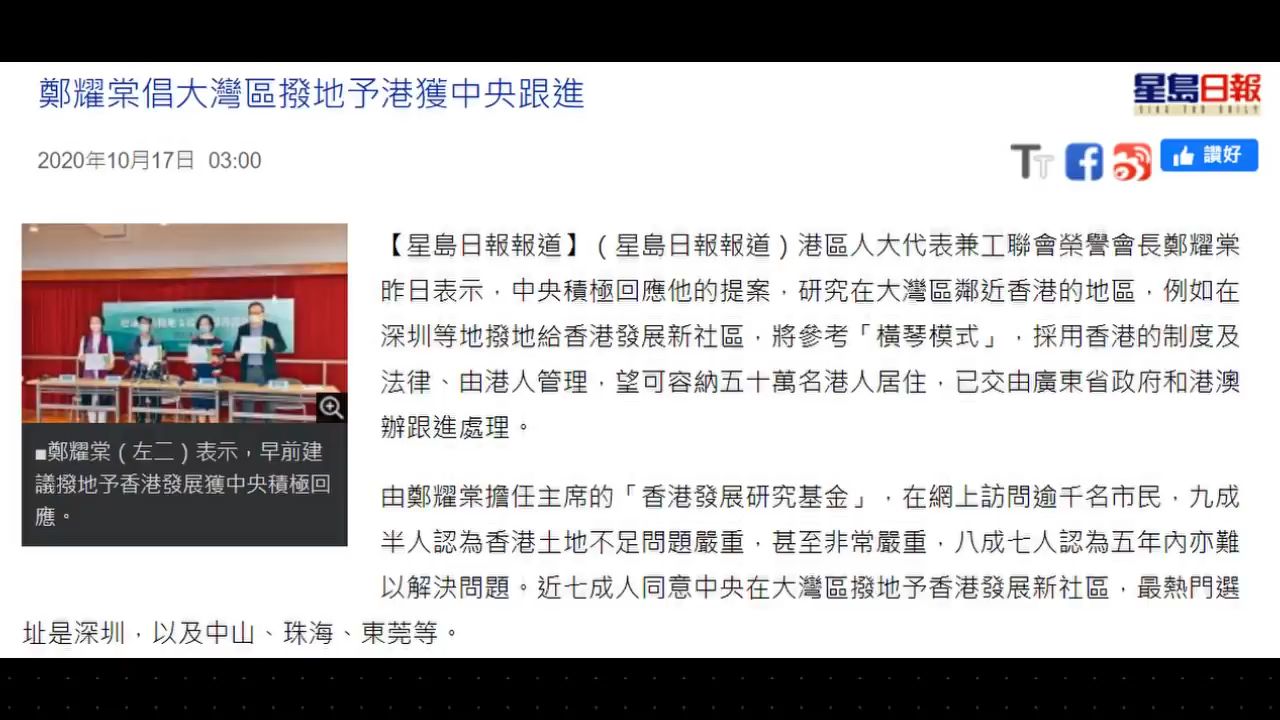 鄭耀棠倡大灣區撥地予港獲中央跟進
星島日報
SING TAO DAILY
2020年10月17日 03:00
TT
讚好
【星島日報報道】（星島日報報道）港區人大代表兼工聯會榮譽會長鄭耀棠
昨日表示，中央積極回應他的提案，研究在大灣區鄰近香港的地區，例如在
深圳等地撥地給香港發展新社區，將參考「橫琴模式」，採用香港的制度及
法律、由港人管理，望可容納五十萬名港人居住，已交由廣東省政府和港澳
辦跟進處理。
■鄭耀棠（左二）表示，早前建
議撥地予香港發展獲中央積極回
應。
由鄭耀棠擔任主席的「香港發展研究基金」，在網上訪問逾千名市民，九成
半人認為香港土地不足問題嚴重，甚至非常嚴重，八成七人認為五年內亦難
以解決問題。近七成人同意中央在大灣區撥地予香港發展新社區，最熱門選
址是深圳，以及中山、珠海、東莞等。